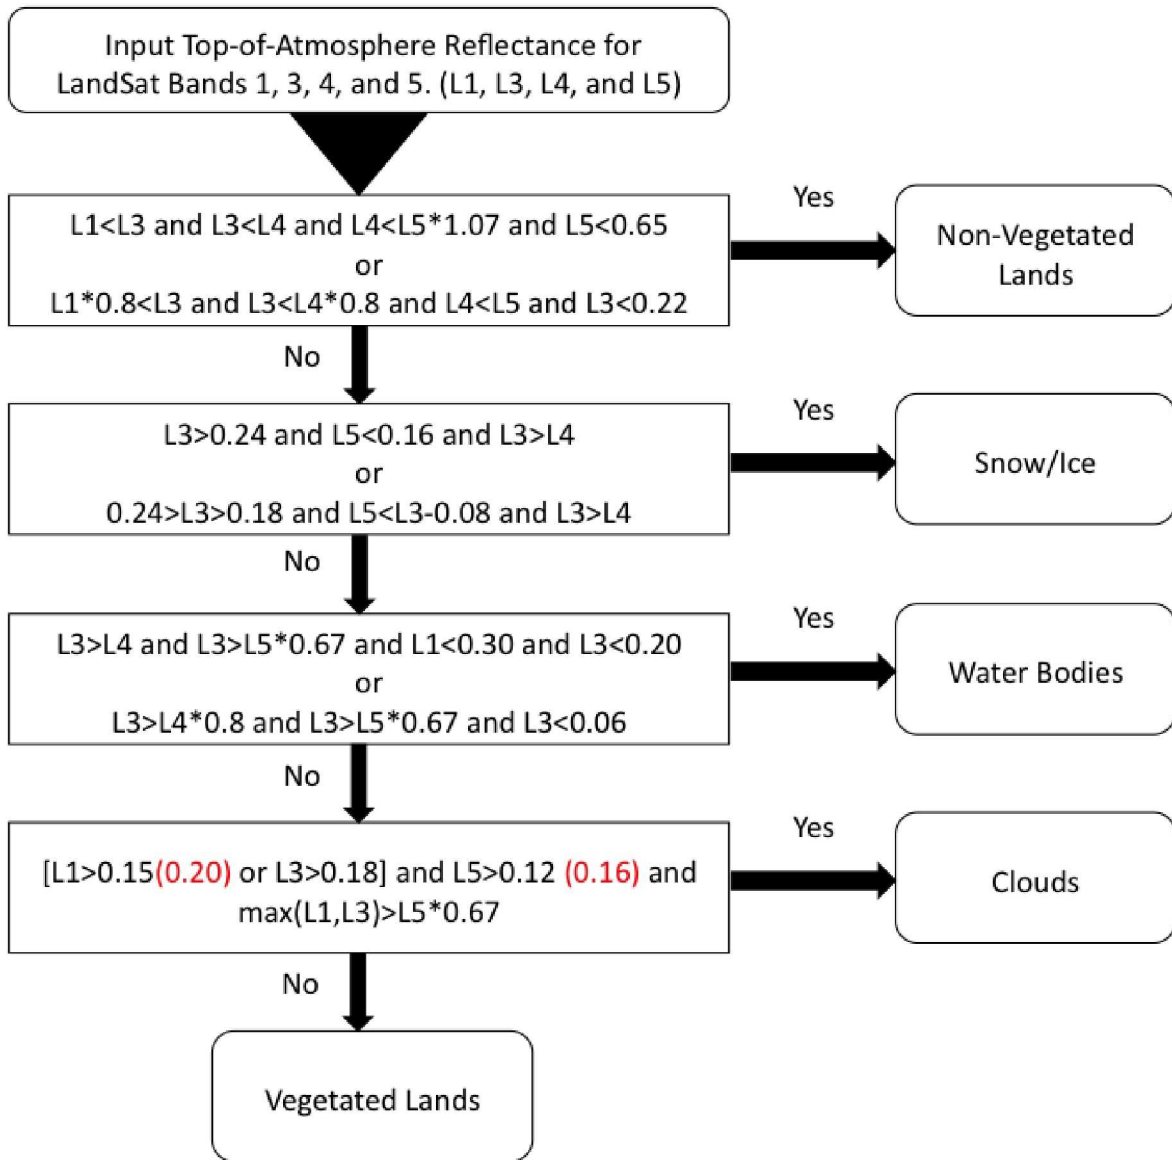 Input Top-of-Atmosphere Reflectance for
LandSat Bands 1, 3, 4, and 5. (L1, L3, L4, and L5)
L1<L3 and L3<L4 and L4<L5*1.07 and L5<0.65
or
L1*0.8<L3 and L3<L4*0.8 and L4<L5 and L3<0.22
Yes
Non-Vegetated
Lands
No
L3>0.24 and L5<0.16 and L3>L4
or
0.24>L3>0.18 and L5<L3-0.08 and L3>L4
Yes
Snow/Ice
No
L3>L4 and L3>L5*0.67 and L1<0.30 and L3<0.20
or
L3>L4*0.8 and L3>L5*0.67 and L3<0.06
Yes
Water Bodies
No
[L1>0.15(0.20) or L3>0.18] and L5>0.12 (0.16) and
max(L1,L3)>L5*0.67
Yes
Clouds
No
Vegetated Lands